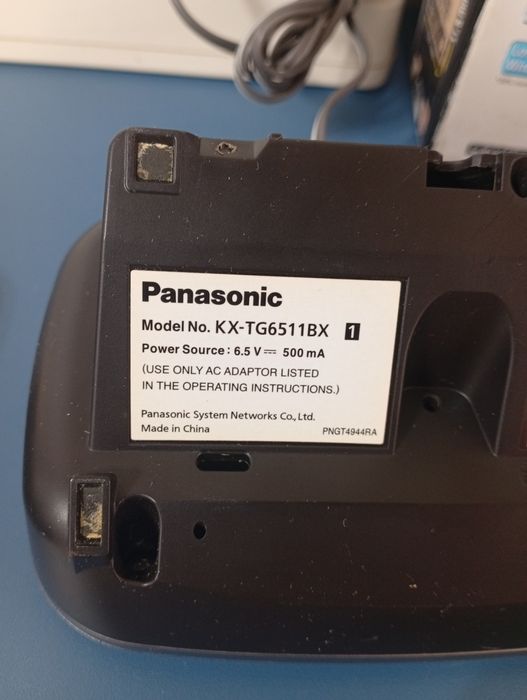 Panasonic
Model No. KX-TG6511BX 1
Power Source : 6.5 V ⎓ 500 mA
(USE ONLY AC ADAPTOR LISTED
IN THE OPERATING INSTRUCTIONS.)
Panasonic System Networks Co., Ltd.
Made in China PNGT4944RA